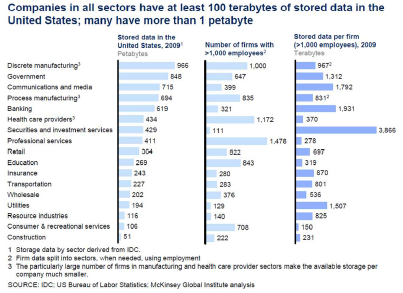 Companies in all sectors have at least 100 terabytes of stored data in the
United States; many have more than 1 petabyte
Stored data in the United States, 2009¹ Petabytes
Number of firms with >1,000 employees²
Stored data per firm (>1,000 employees), 2009 Terabytes
Discrete manufacturing³ 966 1,000 967²
Government 848 647 1,312
Communications and media 715 399 1,792
Process manufacturing³ 694 835 831²
Banking 619 321 1,931
Health care providers³ 434 1,172 370
Securities and investment services 429 111 3,866
Professional services 411 1,478 278
Retail 364 522 697
Education 269 843 319
Insurance 243 280 870
Transportation 227 283 801
Wholesale 202 376 536
Utilities 194 129 1,507
Resource industries 116 140 825
Consumer & recreational services 106 708 150
Construction 51 222 231
1 Storage data by sector derived from IDC.
2 Firm data split into sectors, when needed, using employment
3 The particularly large number of firms in manufacturing and health care provider sectors make the available storage per
company much smaller.
SOURCE: IDC; US Bureau of Labor Statistics; McKinsey Global Institute analysis